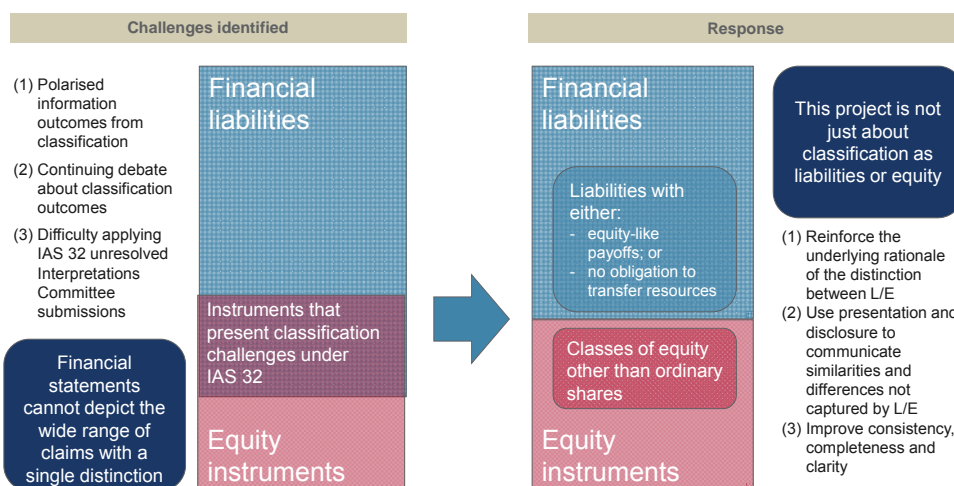 Challenges identified
(1) Polarised
information
outcomes from
classification
(2) Continuing debate
about classification
outcomes
(3) Difficulty applying
IAS 32 unresolved
Interpretations
Committee
submissions
Financial
statements
cannot depict the
wide range of
claims with a
single distinction
Financial
liabilities
Instruments that
present classification
challenges under
IAS 32
Equity
instruments
Response
Financial
liabilities
Liabilities with
either:
- equity-like
payoffs; or
- no obligation to
transfer resources
Classes of equity
other than ordinary
shares
Equity
instruments
This project is not
just about
classification as
liabilities or equity
(1) Reinforce the
underlying rationale
of the distinction
between L/E
(2) Use presentation and
disclosure to
communicate
similarities and
differences not
captured by L/E
(3) Improve consistency,
completeness and
clarity